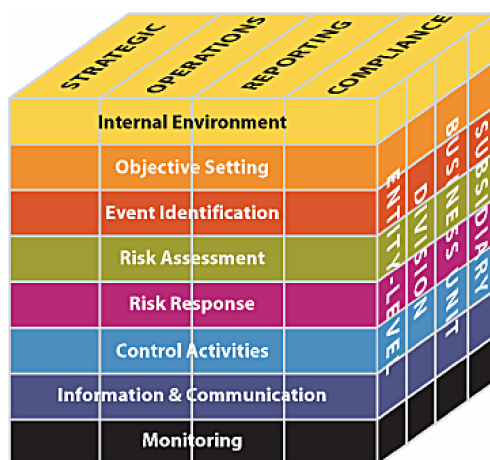 STRATEGIC
OPERATIONS
REPORTING
COMPLIANCE
Internal Environment
Objective Setting
Event Identification
Risk Assessment
Risk Response
Control Activities
Information & Communication
Monitoring
ENTITY-LEVEL
DIVISION
BUSINESS UNIT
SUBSIDIARY